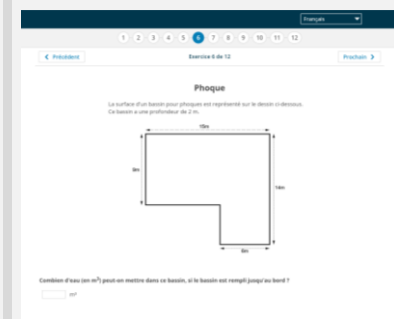 Français
1 2 3 4 5 6 7 8 9 10 11 12
Précédent Exercice 6 de 12 Prochain
Phoque
La surface d'un bassin pour phoques est représenté sur le dessin ci-dessous.
Ce bassin a une profondeur de 2 m.
15m
14m
6m
Combien d'eau (en m³) peut-on mettre dans ce bassin, si le bassin est rempli jusqu'au bord ?
m³